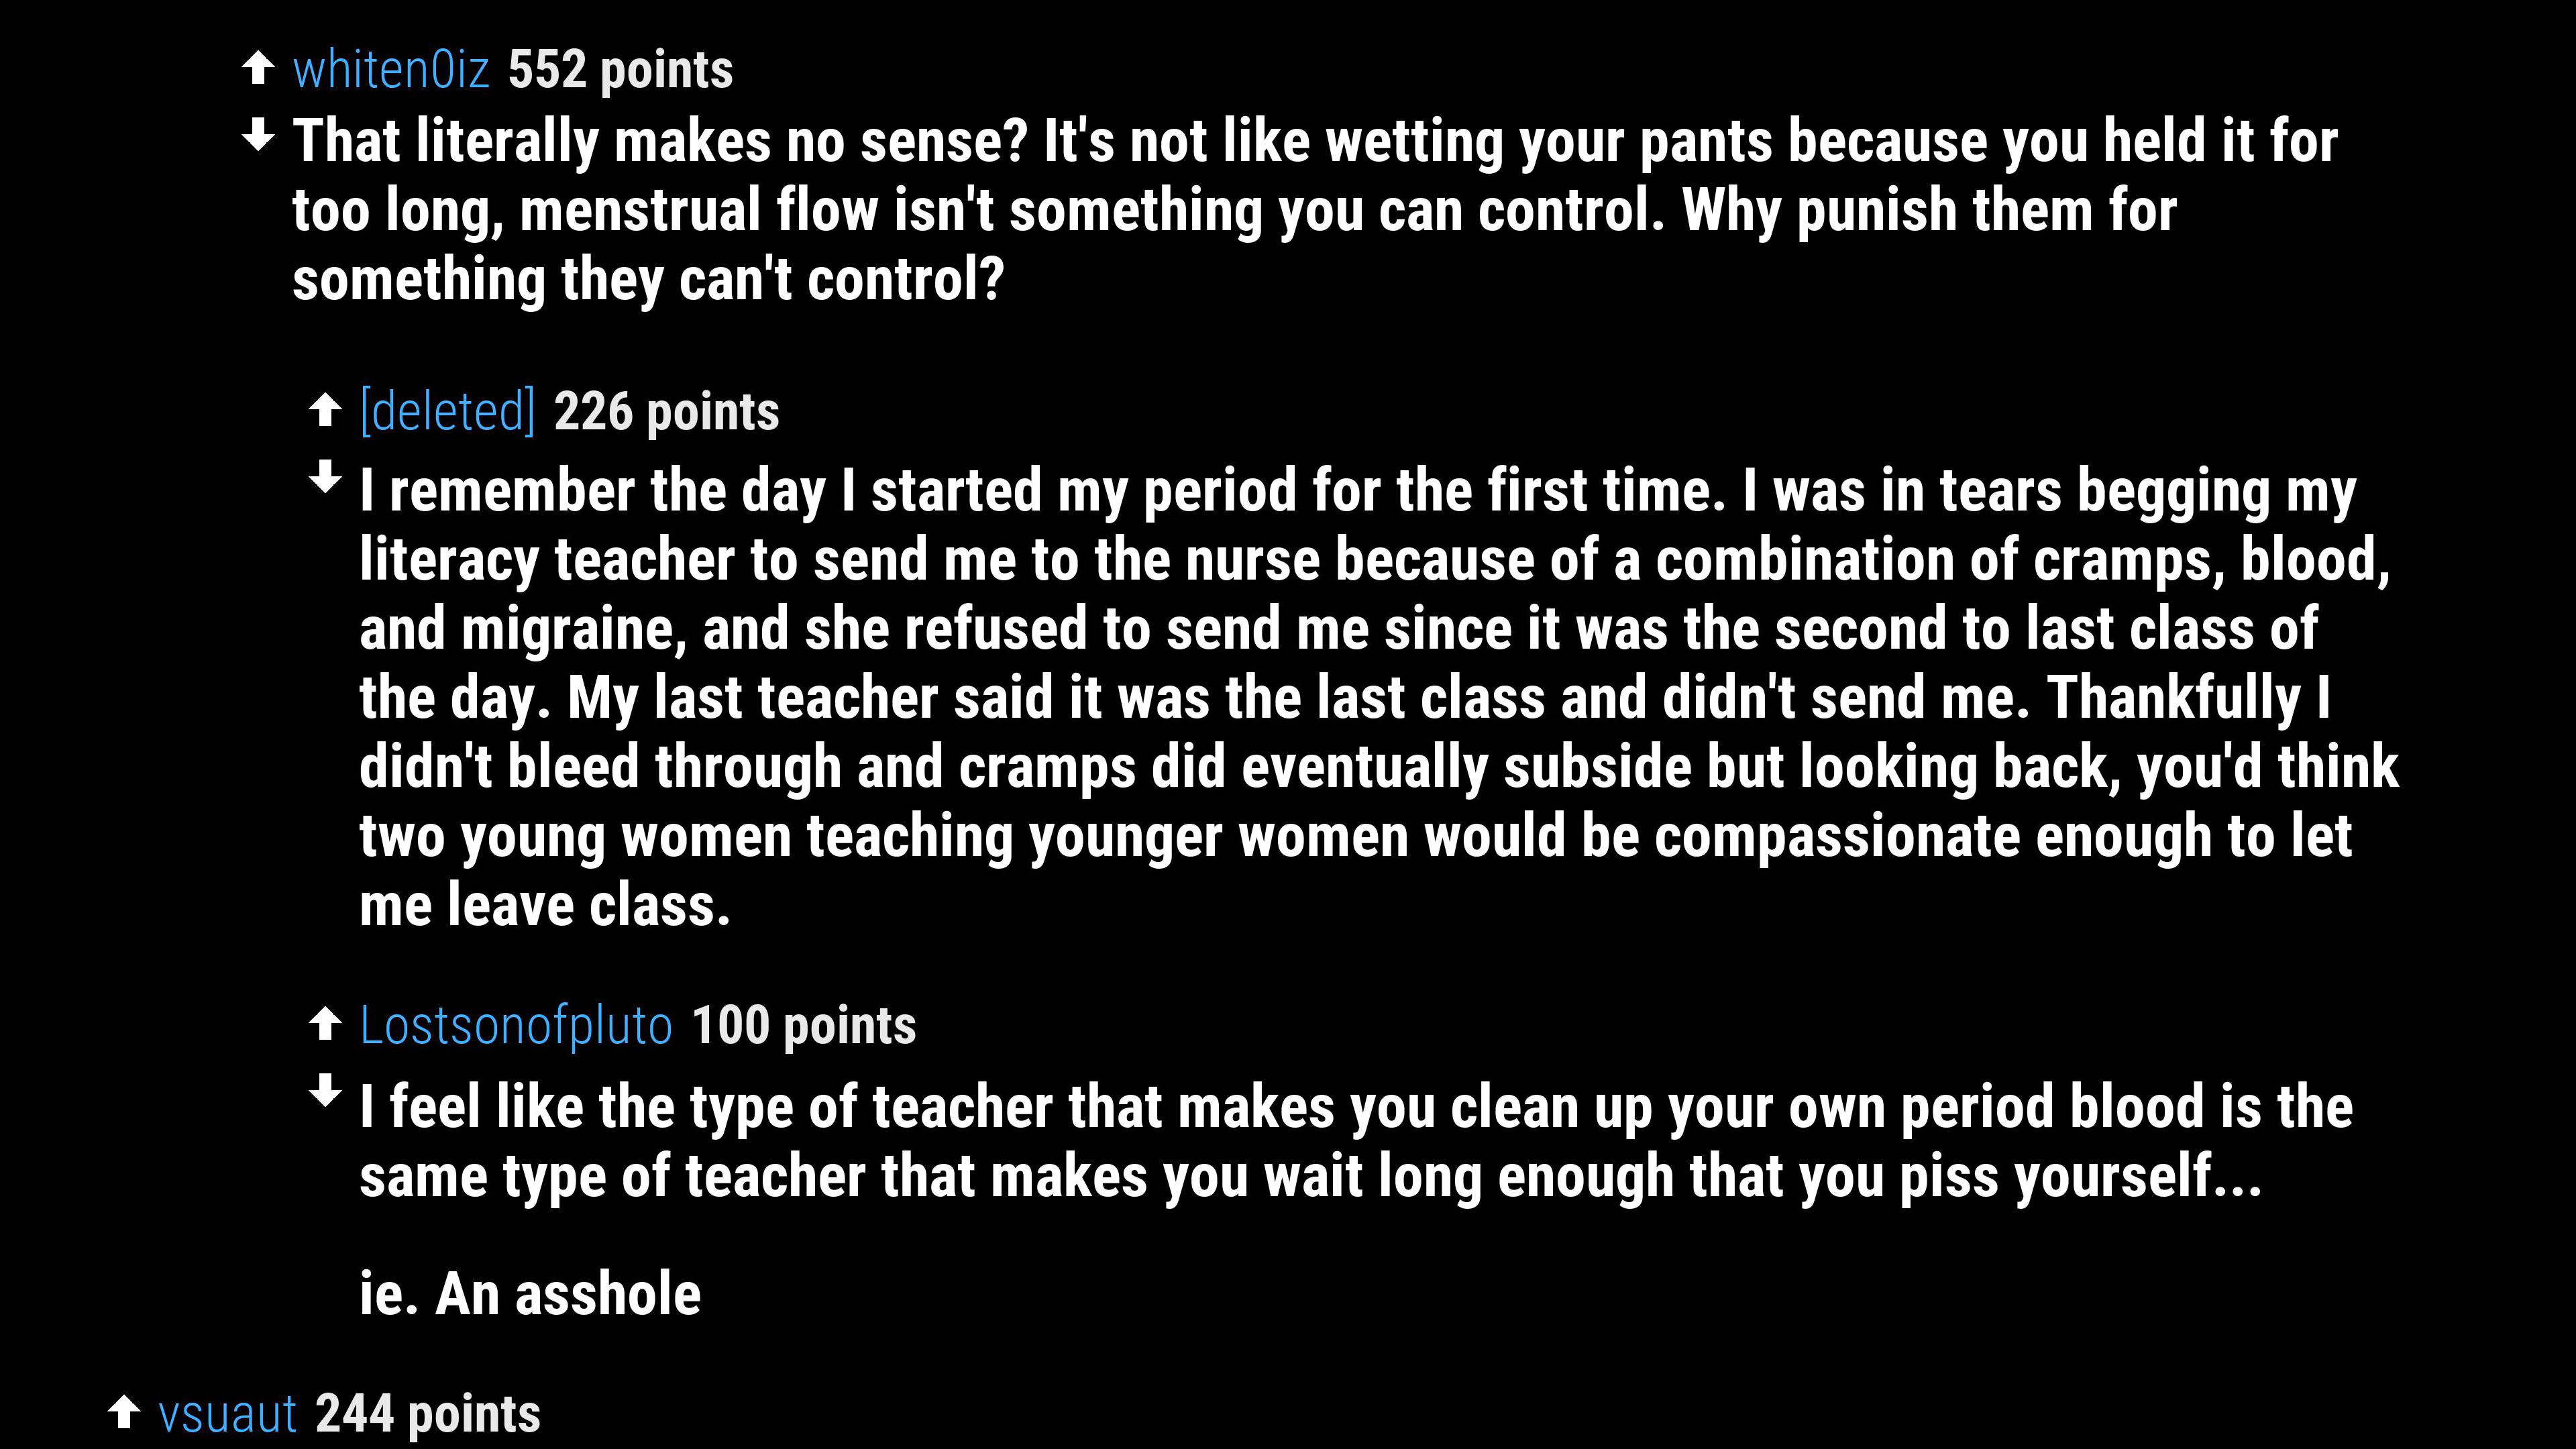 whiten0iz 552 points
That literally makes no sense? It's not like wetting your pants because you held it for
too long, menstrual flow isn't something you can control. Why punish them for
something they can't control?
[deleted] 226 points
I remember the day I started my period for the first time. I was in tears begging my
literacy teacher to send me to the nurse because of a combination of cramps, blood,
and migraine, and she refused to send me since it was the second to last class of
the day. My last teacher said it was the last class and didn't send me. Thankfully I
didn't bleed through and cramps did eventually subside but looking back, you'd think
two young women teaching younger women would be compassionate enough to let
me leave class.
Lostsonofpluto 100 points
I feel like the type of teacher that makes you clean up your own period blood is the
same type of teacher that makes you wait long enough that you piss yourself...
ie. An asshole
vsuaut 244 points